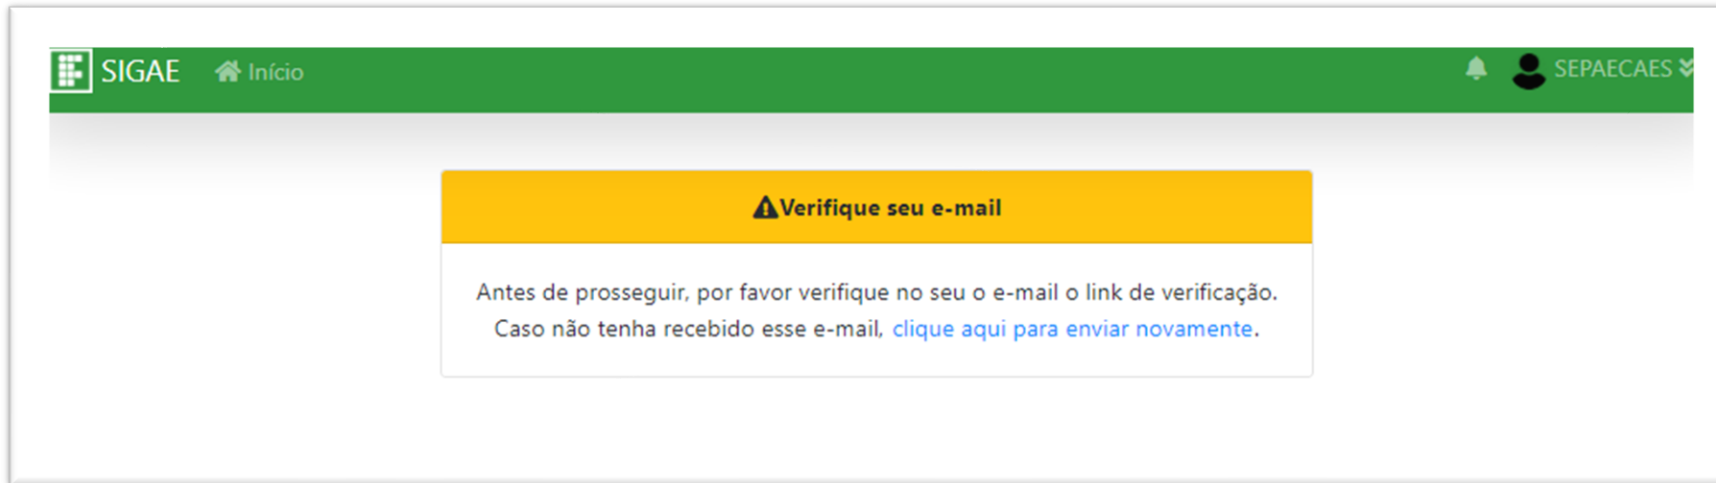 SIGAE Início SEPAECAES
Verifique seu e-mail
Antes de prosseguir, por favor verifique no seu o e-mail o link de verificação.
Caso não tenha recebido esse e-mail, clique aqui para enviar novamente.